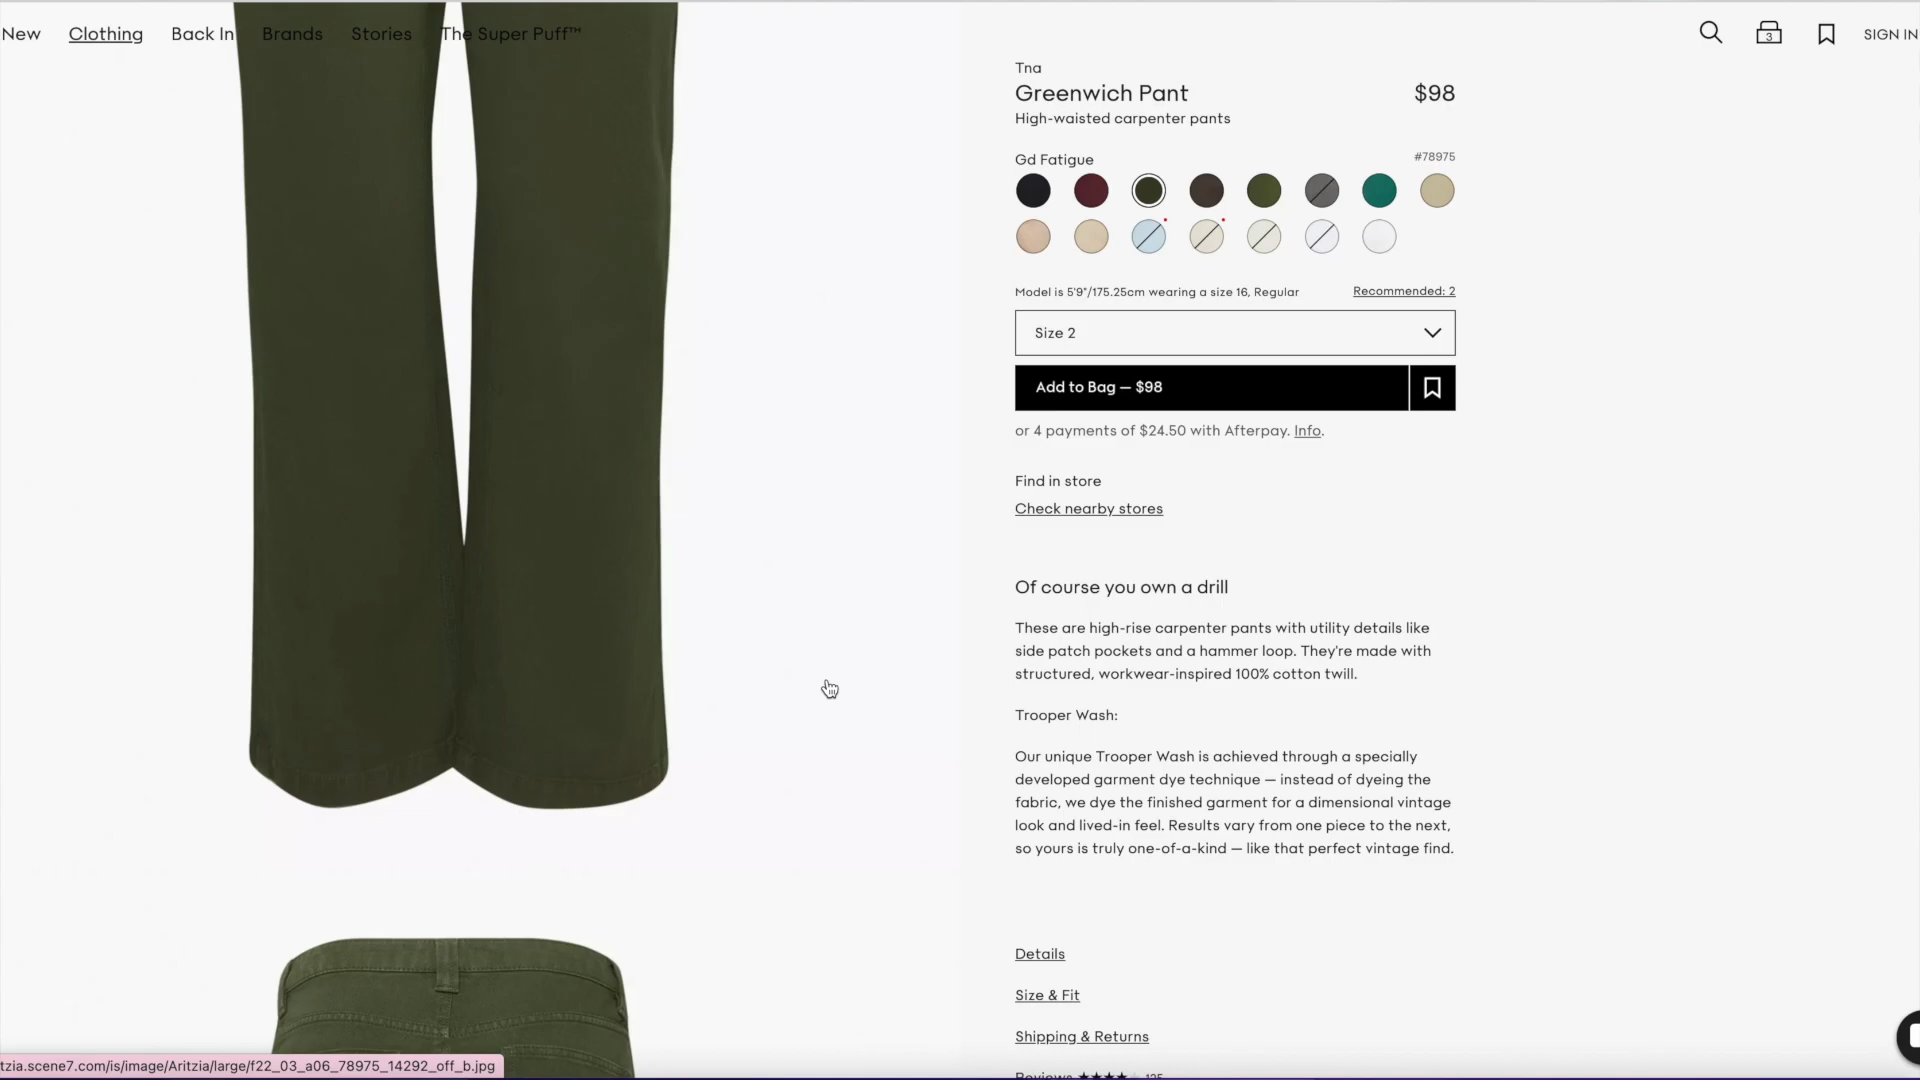 New Clothing Back In Brands Stories The Super Puff™
3
SIGN IN
Tna
Greenwich Pant $98
High-waisted carpenter pants
Gd Fatigue #78975
Model is 5'9"/175.25cm wearing a size 16, Regular Recommended: 2
Size 2
Add to Bag — $98
or 4 payments of $24.50 with Afterpay. Info.
Find in store
Check nearby stores
Of course you own a drill
These are high-rise carpenter pants with utility details like
side patch pockets and a hammer loop. They're made with
structured, workwear-inspired 100% cotton twill.
Trooper Wash:
Our unique Trooper Wash is achieved through a specially
developed garment dye technique — instead of dyeing the
fabric, we dye the finished garment for a dimensional vintage
look and lived-in feel. Results vary from one piece to the next,
so yours is truly one-of-a-kind — like that perfect vintage find.
Details
Size & Fit
Shipping & Returns
Reviews 125
tzia.scene7.com/is/image/Aritzia/large/f22_03_a06_78975_14292_off_b.jpg